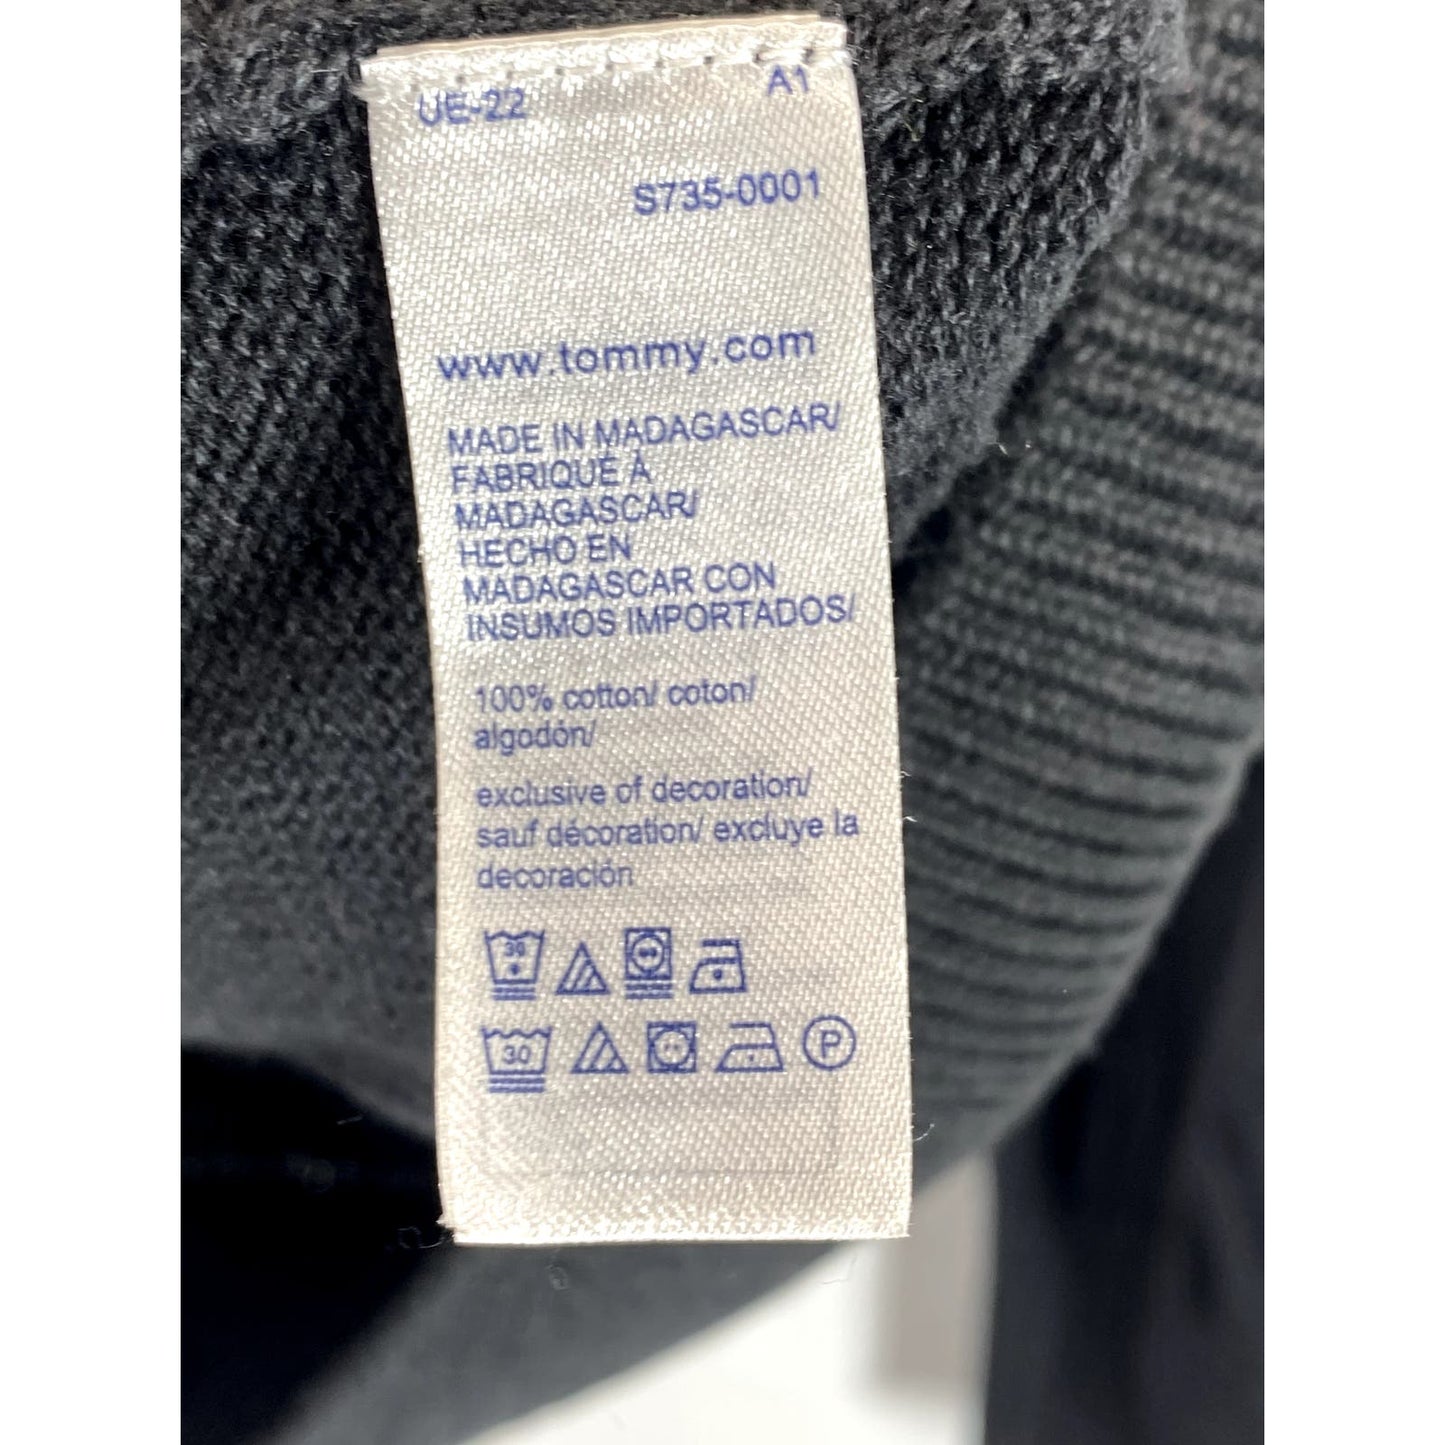 UE-22 A1
S735-0001
www.tommy.com
MADE IN MADAGASCAR/
FABRIQUÉ À
MADAGASCAR/
HECHO EN
MADAGASCAR CON
INSUMOS IMPORTADOS/
100% cotton/ coton/
algodón/
exclusive of decoration/
sauf décoration/ excluye la
decoración
30
30 P